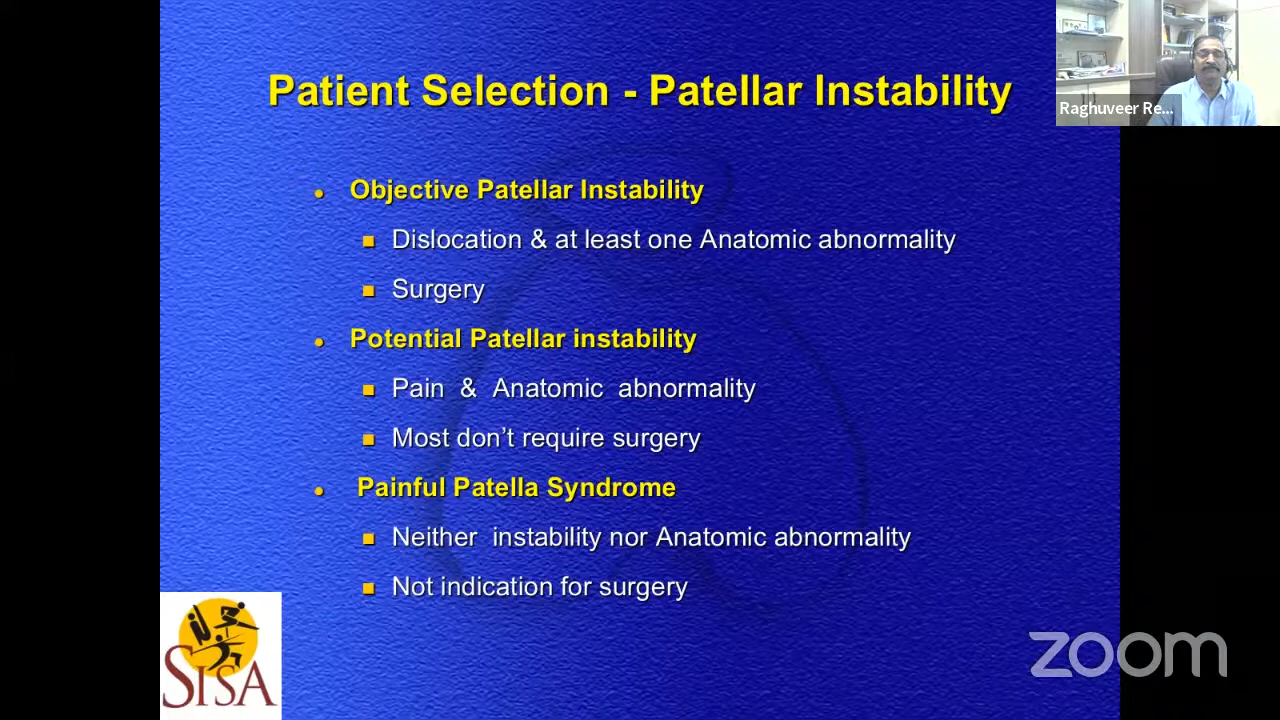 Patient Selection - Patellar Instability
Raghuveer Re...
Objective Patellar Instability
Dislocation & at least one Anatomic abnormality
Surgery
Potential Patellar instability
Pain & Anatomic abnormality
Most don’t require surgery
Painful Patella Syndrome
Neither instability nor Anatomic abnormality
Not indication for surgery
SISA
zoom